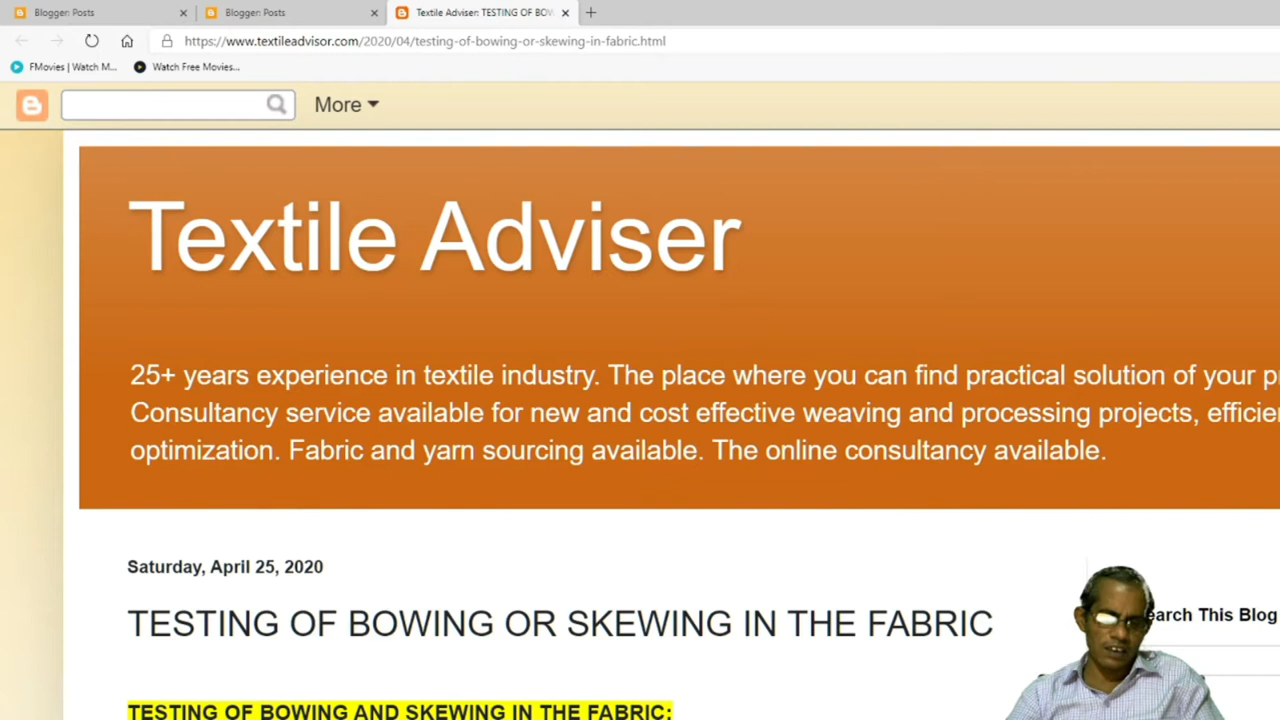 Blogger: Posts
Blogger: Posts
Textile Adviser: TESTING OF BOW
https://www.textileadvisor.com/2020/04/testing-of-bowing-or-skewing-in-fabric.html
FMovies | Watch M...
Watch Free Movies...
More
Textile Adviser
25+ years experience in textile industry. The place where you can find practical solution of your
Consultancy service available for new and cost effective weaving and processing projects,
optimization. Fabric and yarn sourcing available. The online consultancy available.
Saturday, April 25, 2020
TESTING OF BOWING OR SKEWING IN THE FABRIC
earch This Blog
TESTING OF BOWING AND SKEWING IN THE FABRIC: